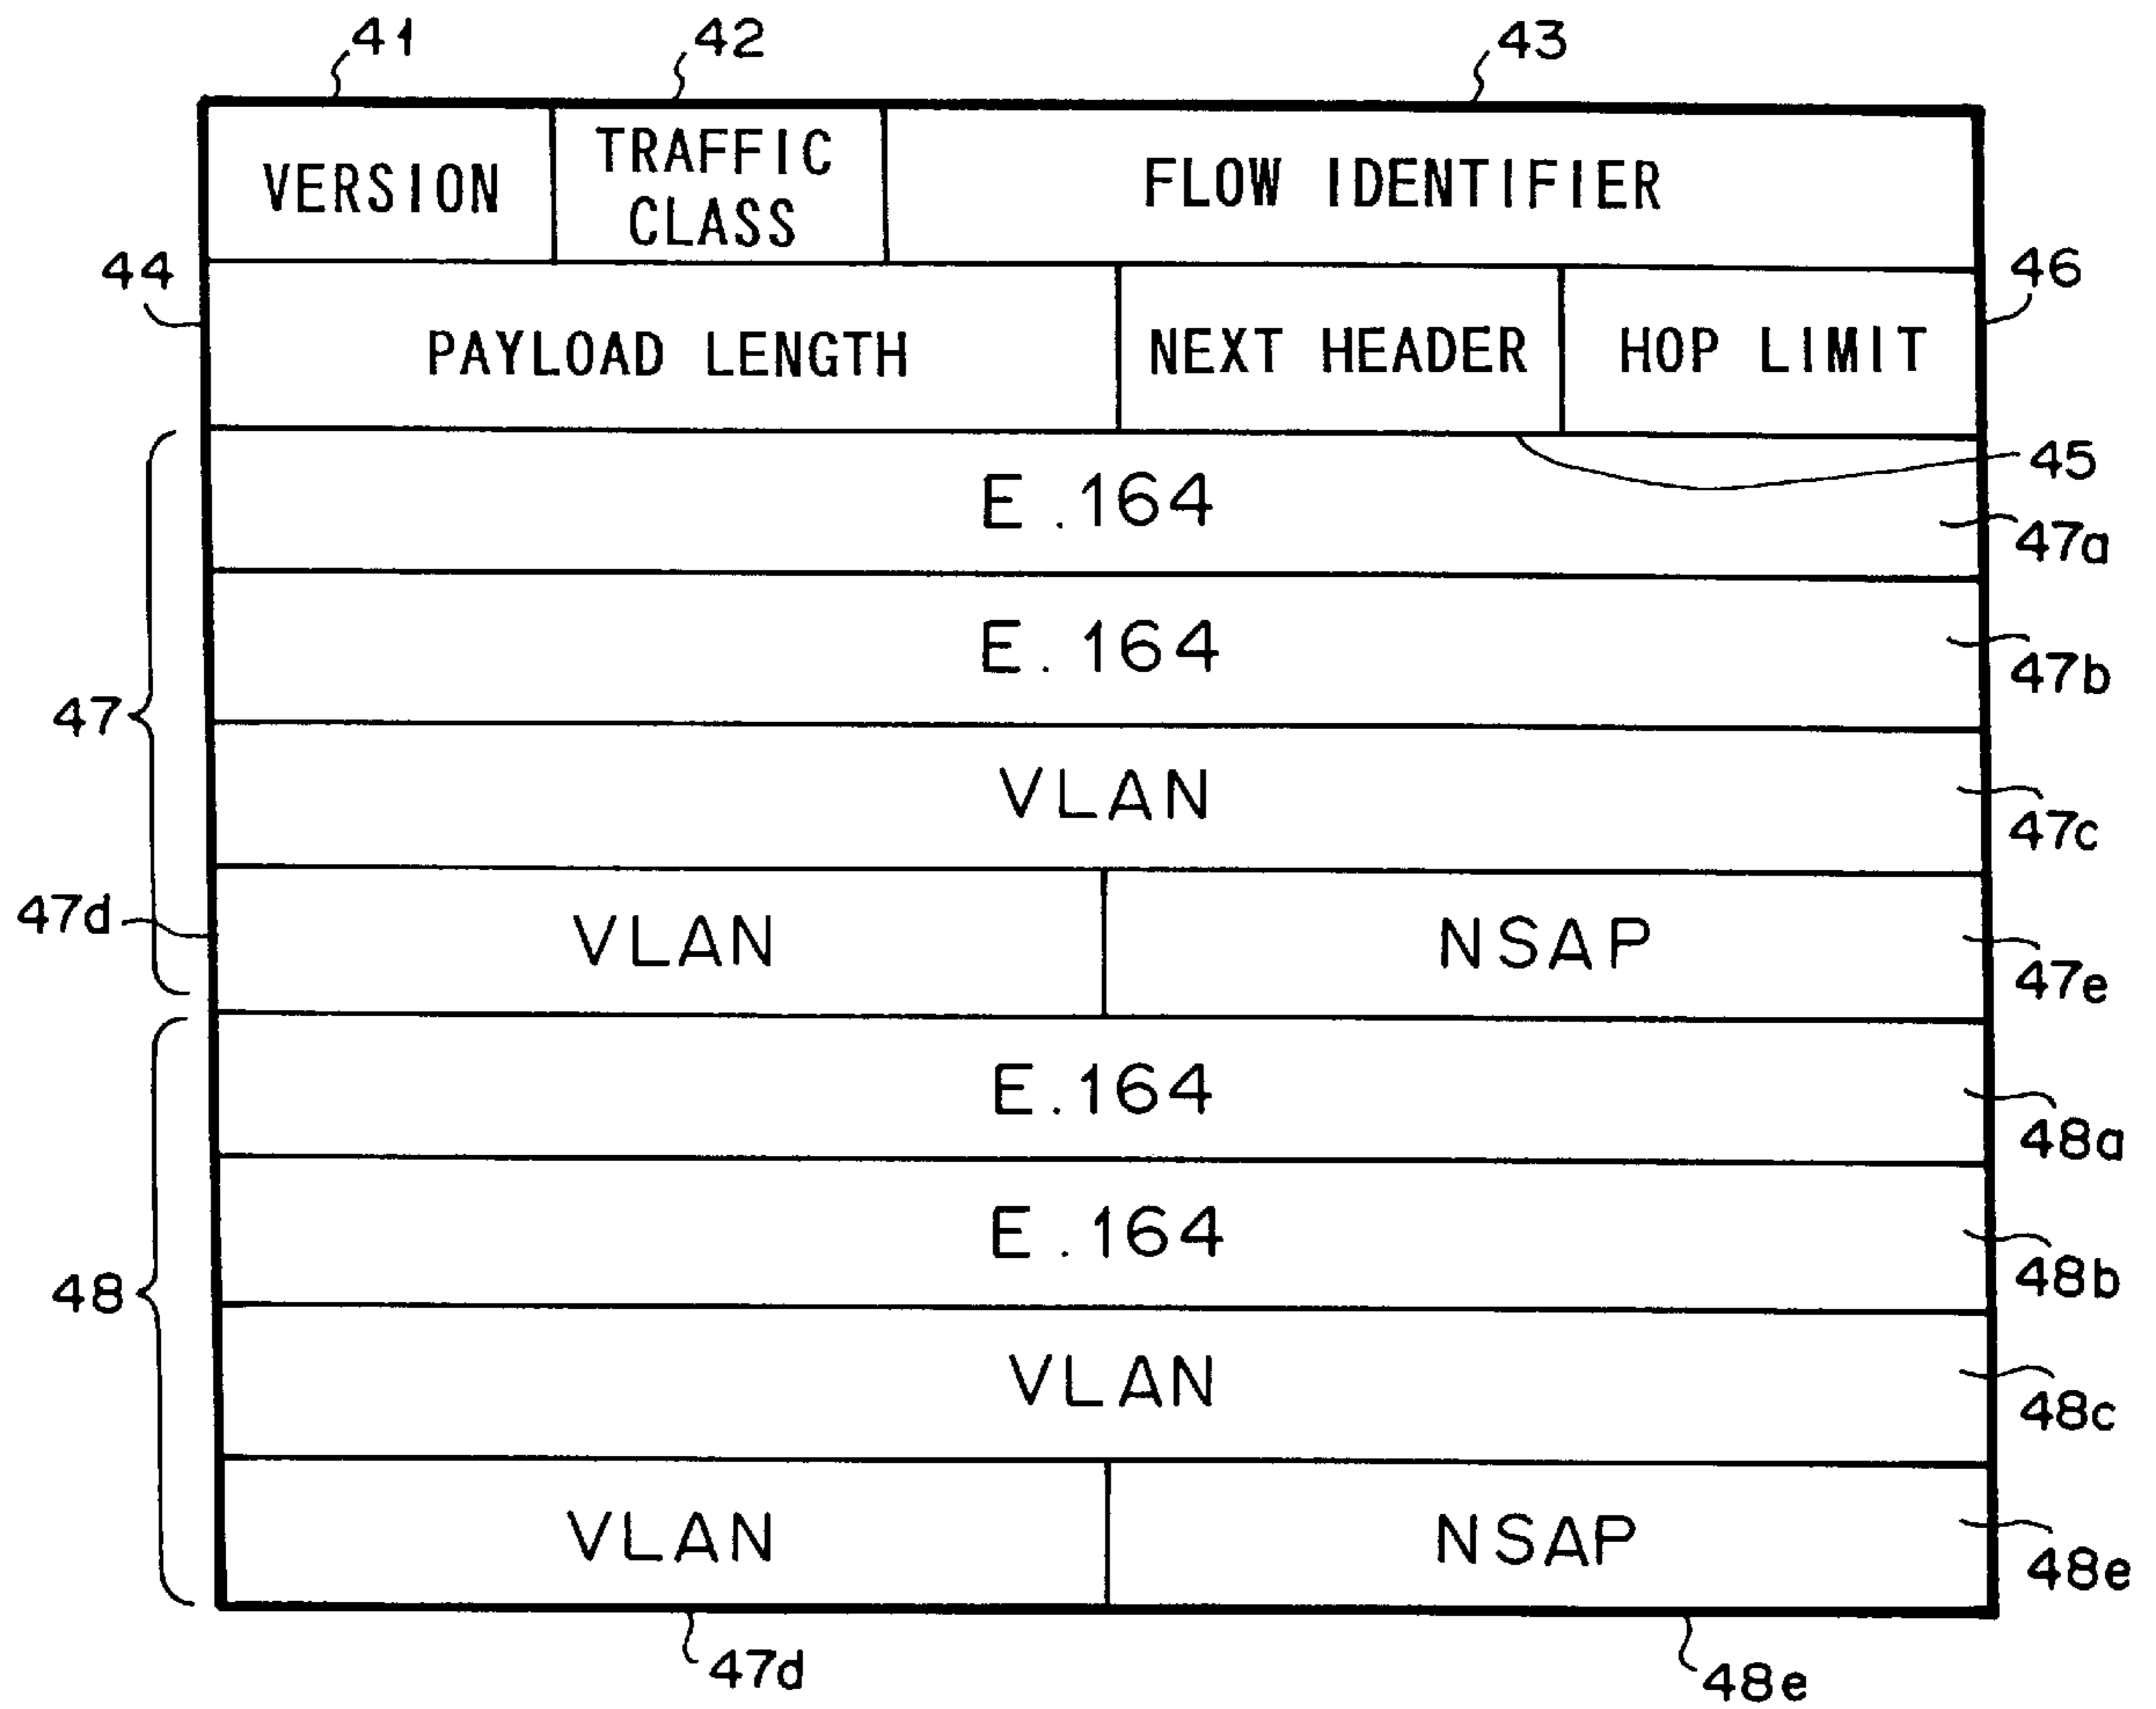 41
42
43
VERSION
TRAFFIC
CLASS
FLOW IDENTIFIER
44
46
PAYLOAD LENGTH
NEXT HEADER
HOP LIMIT
45
E.164
47a
E.164
47b
47
VLAN
47c
47d
VLAN
NSAP
47e
E.164
48a
E.164
48b
48
VLAN
48c
VLAN
NSAP
48e
47d
48e